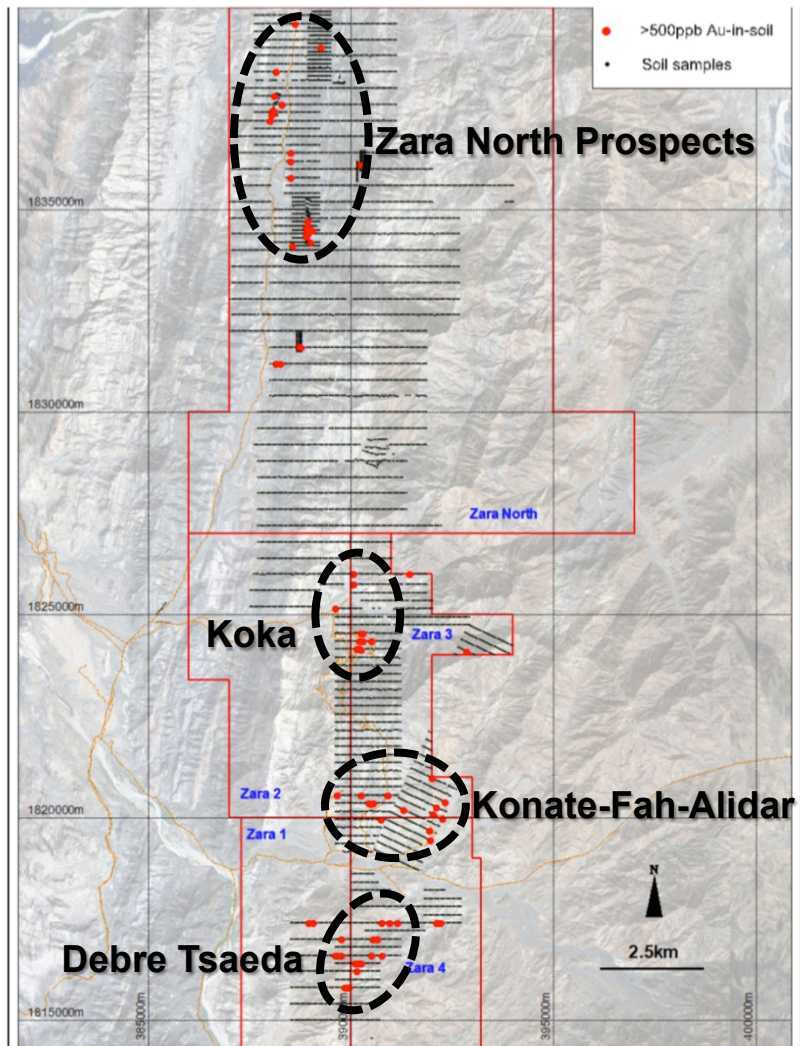 >500ppb Au-in-soil
Soil samples
Zara North Prospects
1835000m
1830000m
Zara North
1825000m
Koka
Zara 3
Zara 2
Konate-Fah-Alidar
1820000m
Zara 1
N
2.5km
Debre Tsaeda
Zara 4
1815000m
385000m
390000m
395000m
400000m